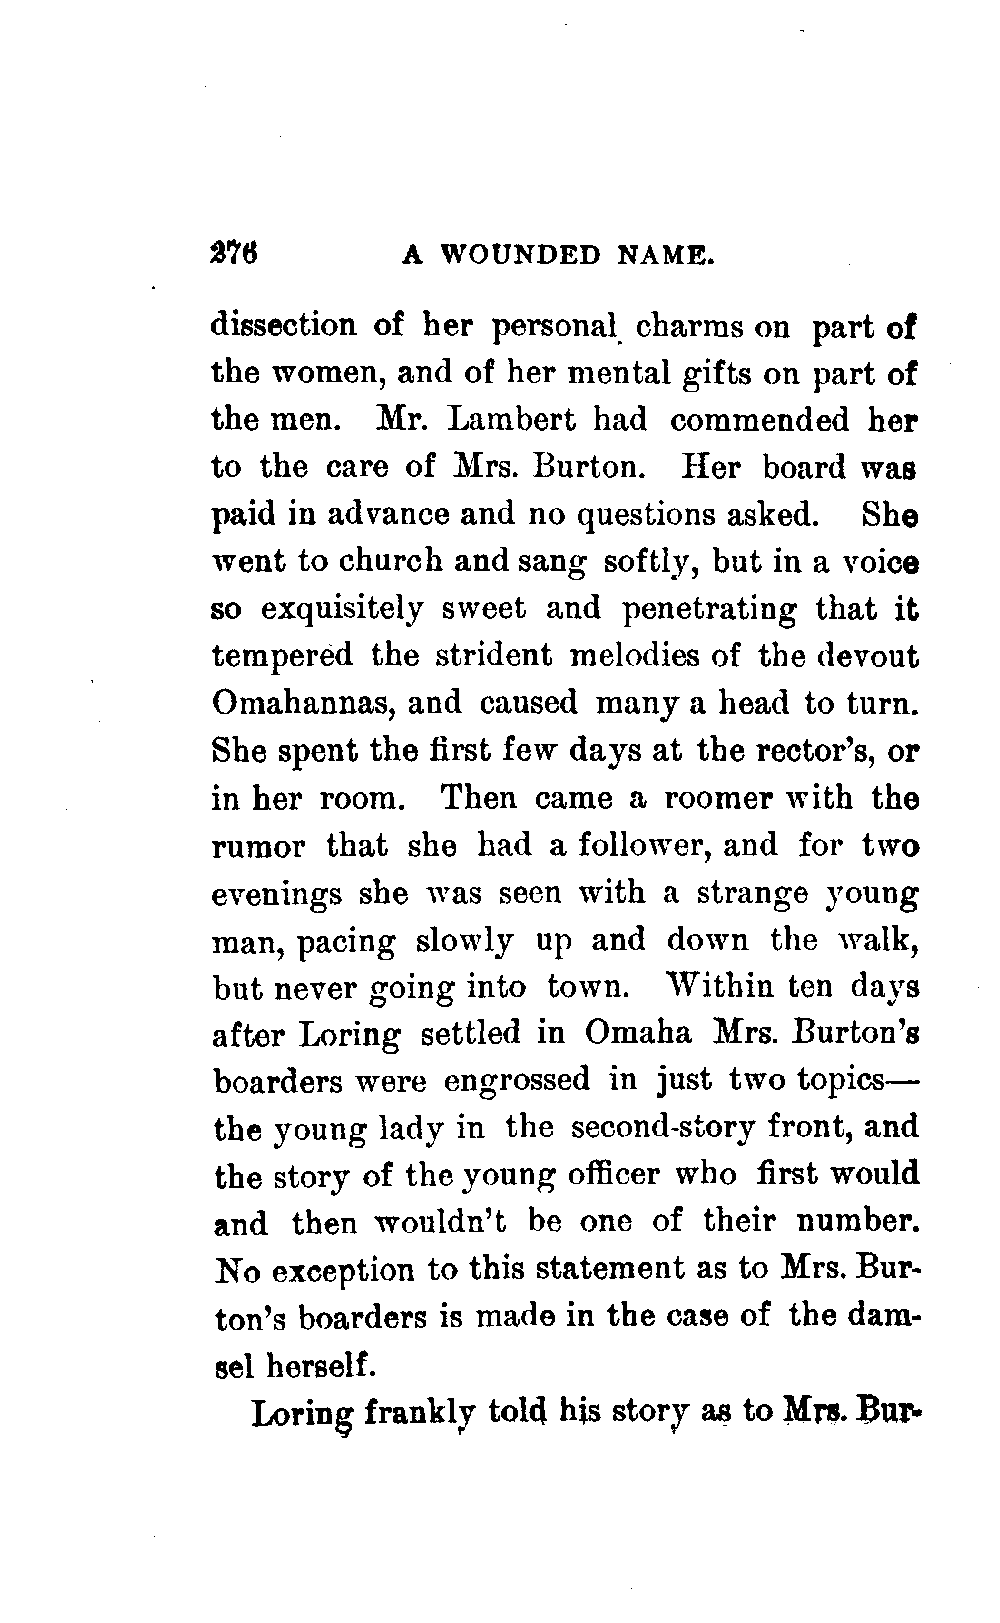 276 A WOUNDED NAME.
dissection of her personal charms on part of
the women, and of her mental gifts on part of
the men. Mr. Lambert had commended her
to the care of Mrs. Burton. Her board was
paid in advance and no questions asked. She
went to church and sang softly, but in a voice
so exquisitely sweet and penetrating that it
tempered the strident melodies of the devout
Omahannas, and caused many a head to turn.
She spent the first few days at the rector's, or
in her room. Then came a roomer with the
rumor that she had a follower, and for two
evenings she was seen with a strange young
man, pacing slowly up and down the walk,
but never going into town. Within ten days
after Loring settled in Omaha Mrs. Burton's
boarders were engrossed in just two topics—
the young lady in the second-story front, and
the story of the young officer who first would
and then wouldn't be one of their number.
No exception to this statement as to Mrs. Bur-
ton's boarders is made in the case of the dam-
sel herself.
Loring frankly told his story as to Mrs. Bur-